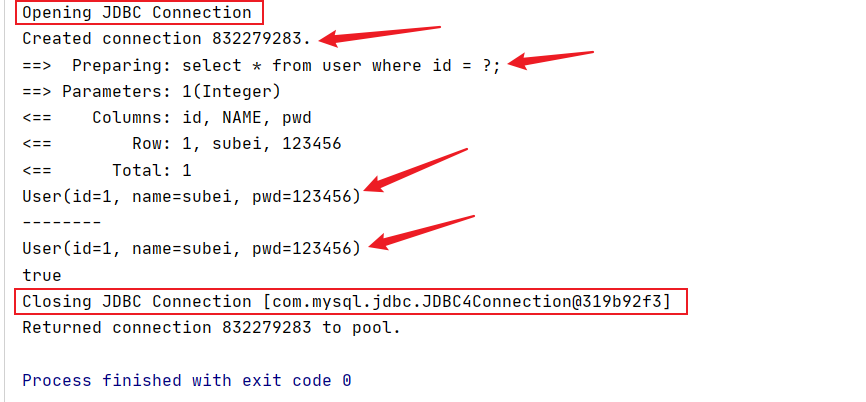 Opening JDBC Connection
Created connection 832279283.
==>  Preparing: select * from user where id = ?;
==> Parameters: 1(Integer)
<==    Columns: id, NAME, pwd
<==        Row: 1, subei, 123456
<==      Total: 1
User(id=1, name=subei, pwd=123456)
--------
User(id=1, name=subei, pwd=123456)
true
Closing JDBC Connection [com.mysql.jdbc.JDBC4Connection@319b92f3]
Returned connection 832279283 to pool.
Process finished with exit code 0